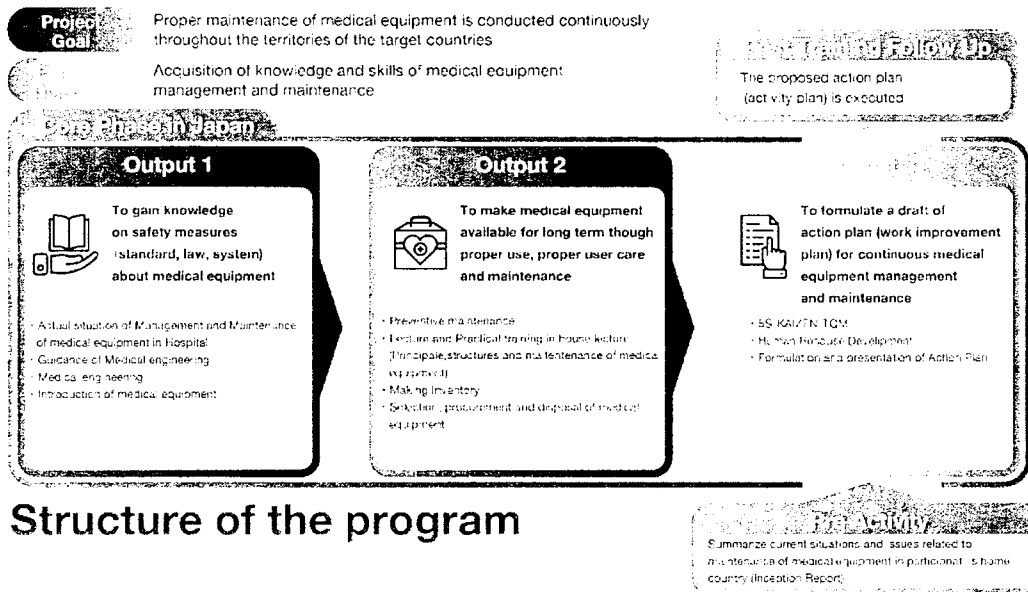 Project
Goal
Proper maintenance of medical equipment is conducted continuously
throughout the territories of the target countries
Acquisition of knowledge and skills of medical equipment
management and maintenance
Post Training Follow Up
The proposed action plan
(activity plan) is executed
Core Phase in Japan
Output 1
To gain knowledge
on safety measures
(standard, law, system)
about medical equipment
· Actual situation of Management and Maintenance
of medical equipment in Hospital
· Guidance of Medical engineering
· Medical engineering
· Introduction of medical equipment
Output 2
To make medical equipment
available for long term though
proper use, proper user care
and maintenance
· Preventive maintenance
· Lecture and Practical training in house lecture
(Principale,structures and maintentenance of medical
equipment)
· Making Inventory
· Selection, procurement and disposal of medical
equipment
To formulate a draft of
action plan (work improvement
plan) for continuous medical
equipment management
and maintenance
· 5S-KAIZEN-TQM
· Human Development
· Formulation and presentation of Action Plan
Structure of the program
Pre Activity
Summarize current situations and issues related to
maintenance of medical equipment in home
country (Inception Report)